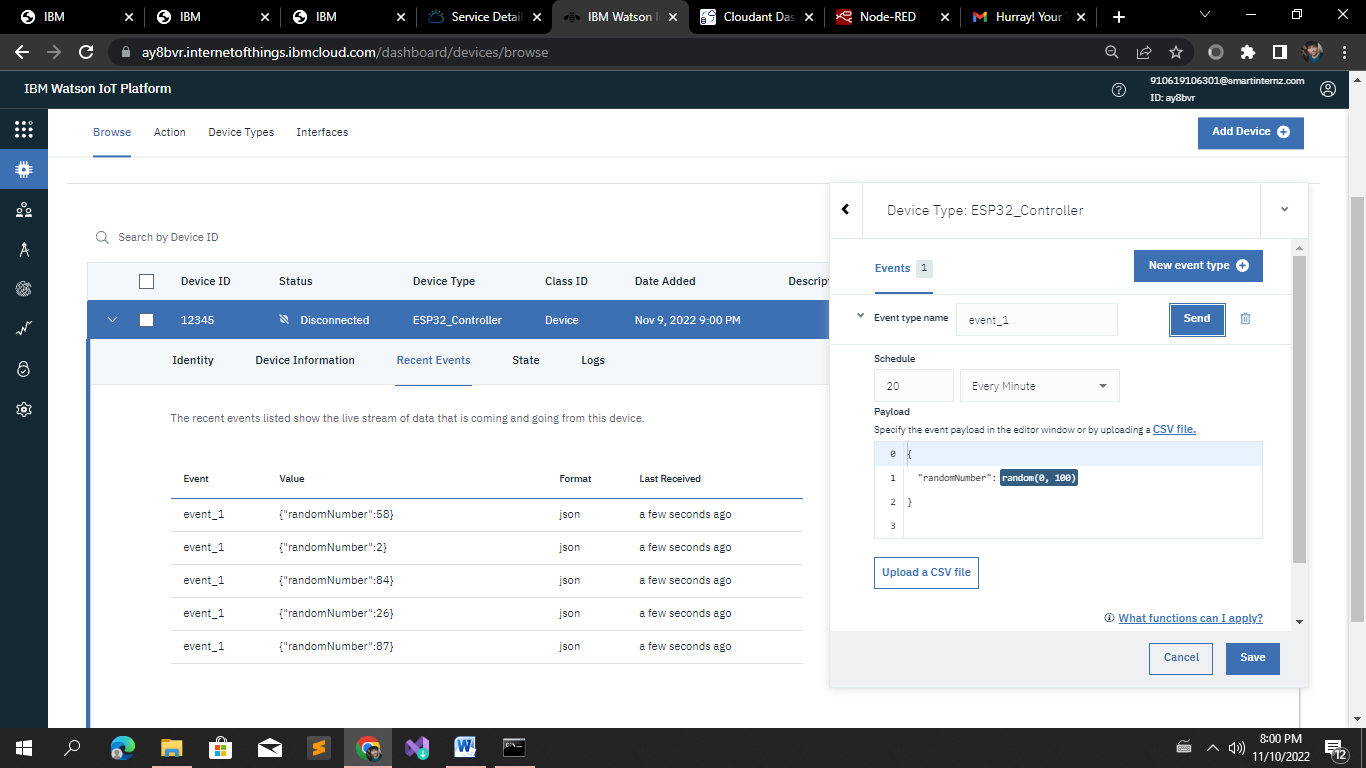 IBM
IBM
IBM
Service Detail
IBM Watson I
Cloudant Das
Node-RED
Hurray! Your
ay8bvr.internetofthings.ibmcloud.com/dashboard/devices/browse
IBM Watson IoT Platform
910619106301@smartinternz.com
ID: ay8bvr
Browse Action Device Types Interfaces
Add Device
Device Type: ESP32_Controller
Search by Device ID
Events 1
New event type
Device ID Status Device Type Class ID Date Added Descrip
Event type name event_1 Send
12345 Disconnected ESP32_Controller Device Nov 9, 2022 9:00 PM
Identity Device Information Recent Events State Logs
Schedule
20 Every Minute
Payload
Specify the event payload in the editor window or by uploading a CSV file.
The recent events listed show the live stream of data that is coming and going from this device.
0 {
1 "randomNumber": random(0, 100)
2 }
3
Event Value Format Last Received
event_1 {"randomNumber":58} json a few seconds ago
event_1 {"randomNumber":2} json a few seconds ago
event_1 {"randomNumber":84} json a few seconds ago
event_1 {"randomNumber":26} json a few seconds ago
event_1 {"randomNumber":87} json a few seconds ago
Upload a CSV file
What functions can I apply?
Cancel Save
8:00 PM
11/10/2022
12